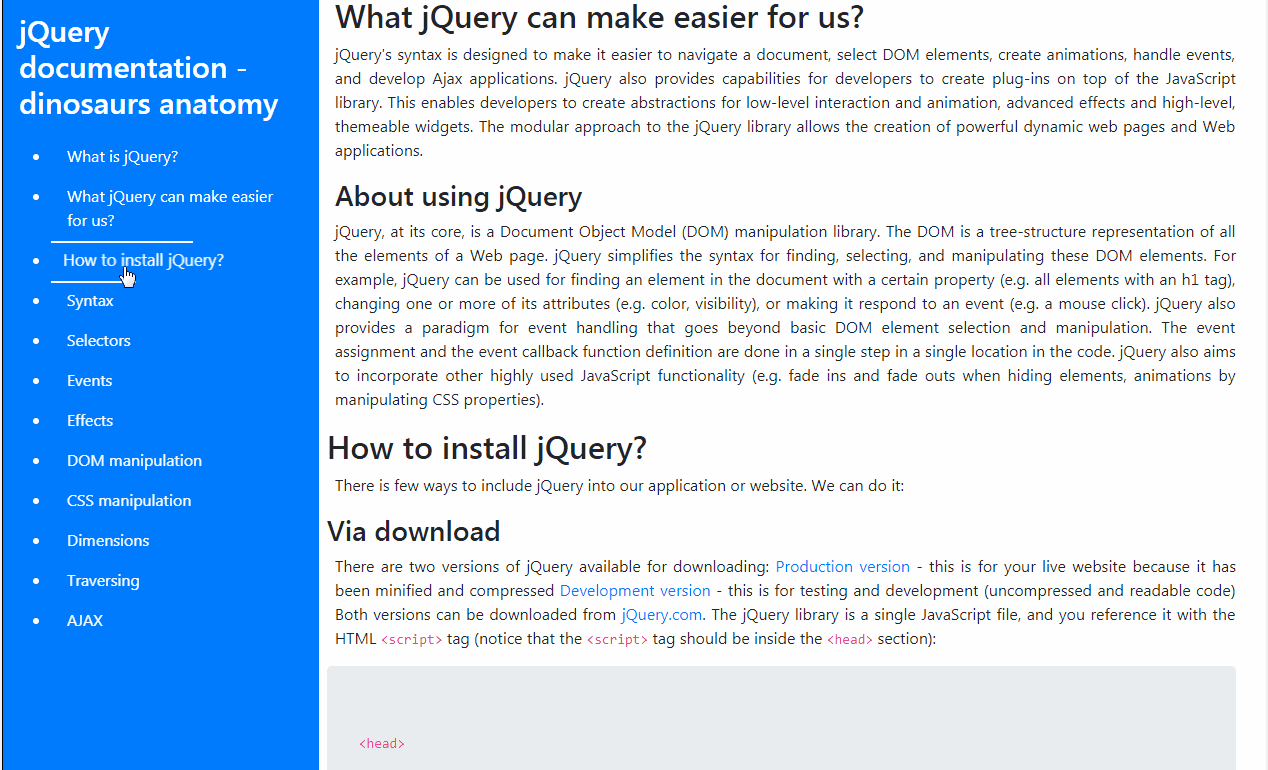 jQuery
documentation -
dinosaurs anatomy
What is jQuery?
What jQuery can make easier
for us?
How to install jQuery?
Syntax
Selectors
Events
Effects
DOM manipulation
CSS manipulation
Dimensions
Traversing
AJAX
What jQuery can make easier for us?
jQuery's syntax is designed to make it easier to navigate a document, select DOM elements, create animations, handle events,
and develop Ajax applications. jQuery also provides capabilities for developers to create plug-ins on top of the JavaScript
library. This enables developers to create abstractions for low-level interaction and animation, advanced effects and high-level,
themeable widgets. The modular approach to the jQuery library allows the creation of powerful dynamic web pages and Web
applications.
About using jQuery
jQuery, at its core, is a Document Object Model (DOM) manipulation library. The DOM is a tree-structure representation of all
the elements of a Web page. jQuery simplifies the syntax for finding, selecting, and manipulating these DOM elements. For
example, jQuery can be used for finding an element in the document with a certain property (e.g. all elements with an h1 tag),
changing one or more of its attributes (e.g. color, visibility), or making it respond to an event (e.g. a mouse click). jQuery also
provides a paradigm for event handling that goes beyond basic DOM element selection and manipulation. The event
assignment and the event callback function definition are done in a single step in a single location in the code. jQuery also aims
to incorporate other highly used JavaScript functionality (e.g. fade ins and fade outs when hiding elements, animations by
manipulating CSS properties).
How to install jQuery?
There is few ways to include jQuery into our application or website. We can do it:
Via download
There are two versions of jQuery available for downloading: Production version - this is for your live website because it has
been minified and compressed Development version - this is for testing and development (uncompressed and readable code)
Both versions can be downloaded from jQuery.com. The jQuery library is a single JavaScript file, and you reference it with the
HTML <script> tag (notice that the <script> tag should be inside the <head> section):
<head>